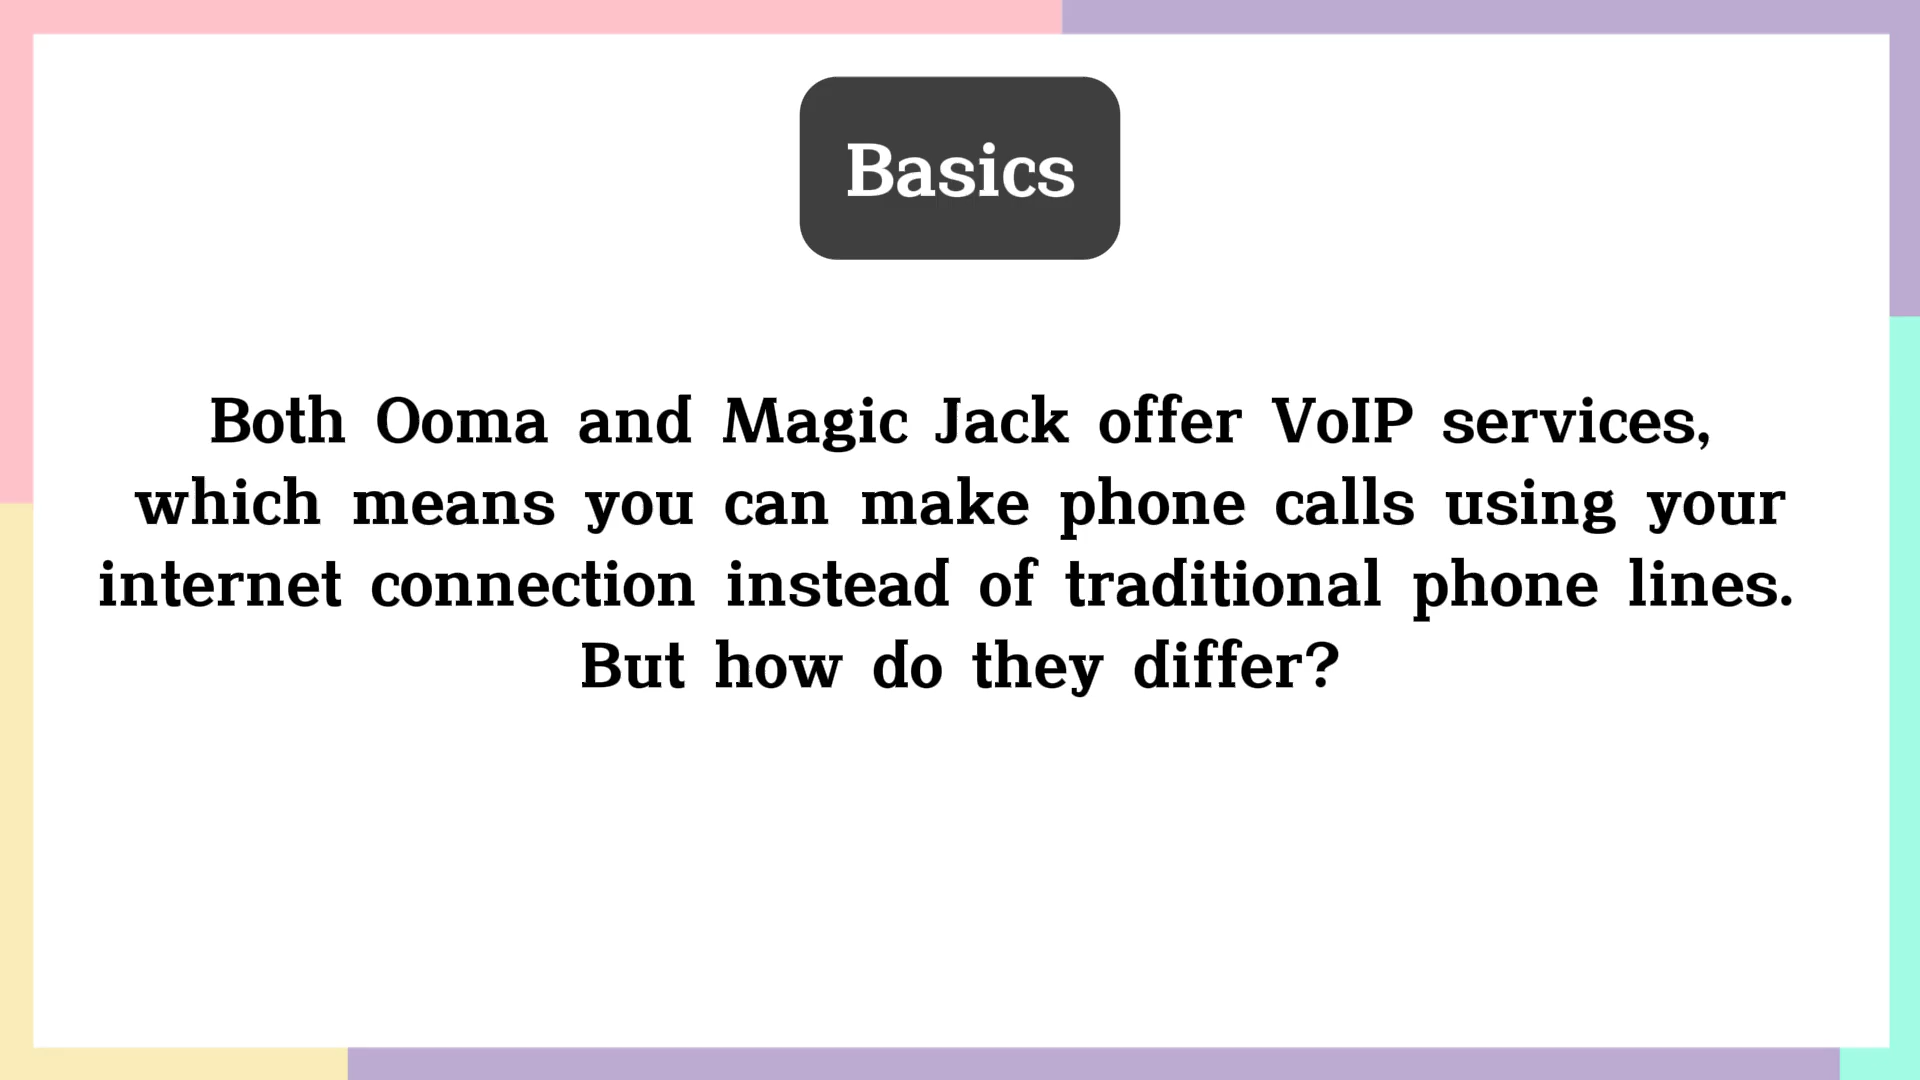 Basics
Both Ooma and Magic Jack offer VoIP services,
which means you can make phone calls using your
internet connection instead of traditional phone lines.
But how do they differ?